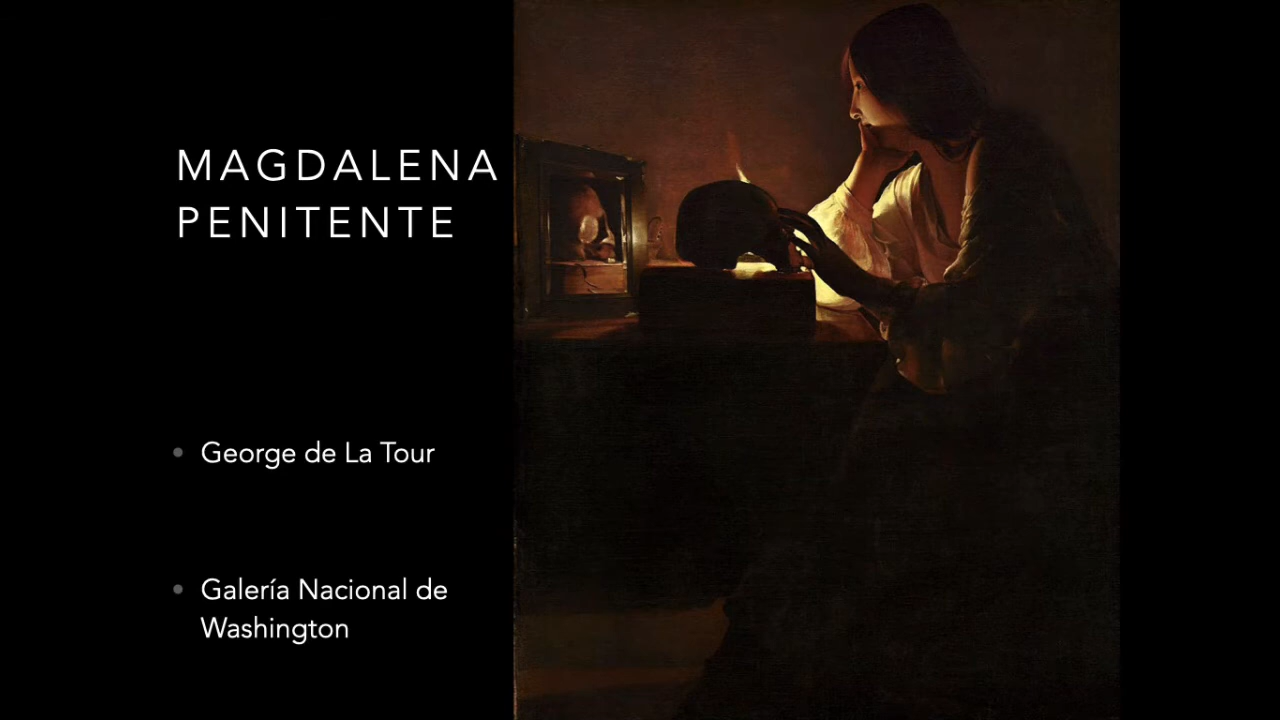 MAGDALENA
PENITENTE
George de La Tour
Galería Nacional de
Washington